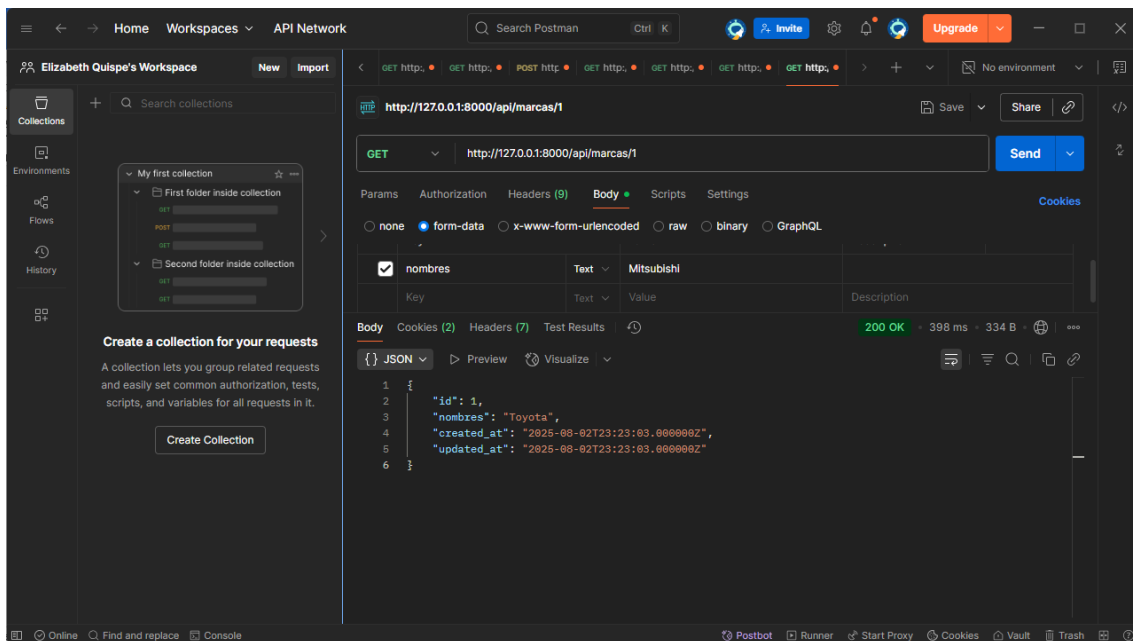 Home Workspaces API Network Search Postman Ctrl K Invite Upgrade
Elizabeth Quispe's Workspace New Import
GET http:, GET http:, POST http GET http:, GET http:, GET http:, GET http:, No environment
Collections
Environments
Flows
History
Search collections
My first collection
First folder inside collection
GET
POST
GET
Second folder inside collection
GET
GET
Create a collection for your requests
A collection lets you group related requests
and easily set common authorization, tests,
scripts, and variables for all requests in it.
Create Collection
HTTP http://127.0.0.1:8000/api/marcas/1 Save Share
GET http://127.0.0.1:8000/api/marcas/1 Send
Params Authorization Headers (9) Body Scripts Settings Cookies
none form-data x-www-form-urlencoded raw binary GraphQL
nombres Text Mitsubishi
Key Text Value Description
Body Cookies (2) Headers (7) Test Results 200 OK 398 ms 334 B
{} JSON Preview Visualize
1 {
2 "id": 1,
3 "nombres": "Toyota",
4 "created_at": "2025-08-02T23:23:03.000000Z",
5 "updated_at": "2025-08-02T23:23:03.000000Z"
6 }
Online Find and replace Console Postbot Runner Start Proxy Cookies Vault Trash